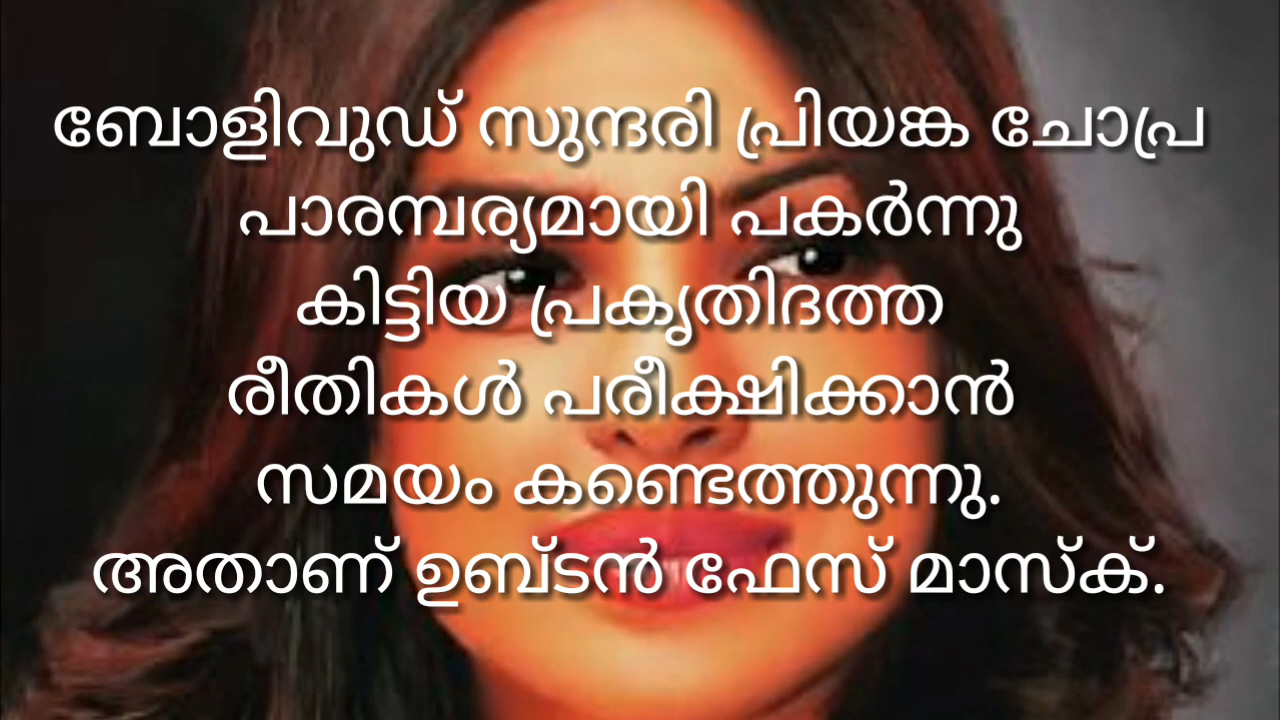 ബോളിവുഡ് സുന്ദരി പ്രിയങ്ക ചോപ്ര
പാരമ്പര്യമായി പകർന്നു
കിട്ടിയ പ്രകൃതിദത്ത
രീതികൾ പരീക്ഷിക്കാൻ
സമയം കണ്ടെത്തുന്നു.
അതാണ് ഉബ്ടൻ ഫേസ് മാസ്ക്.